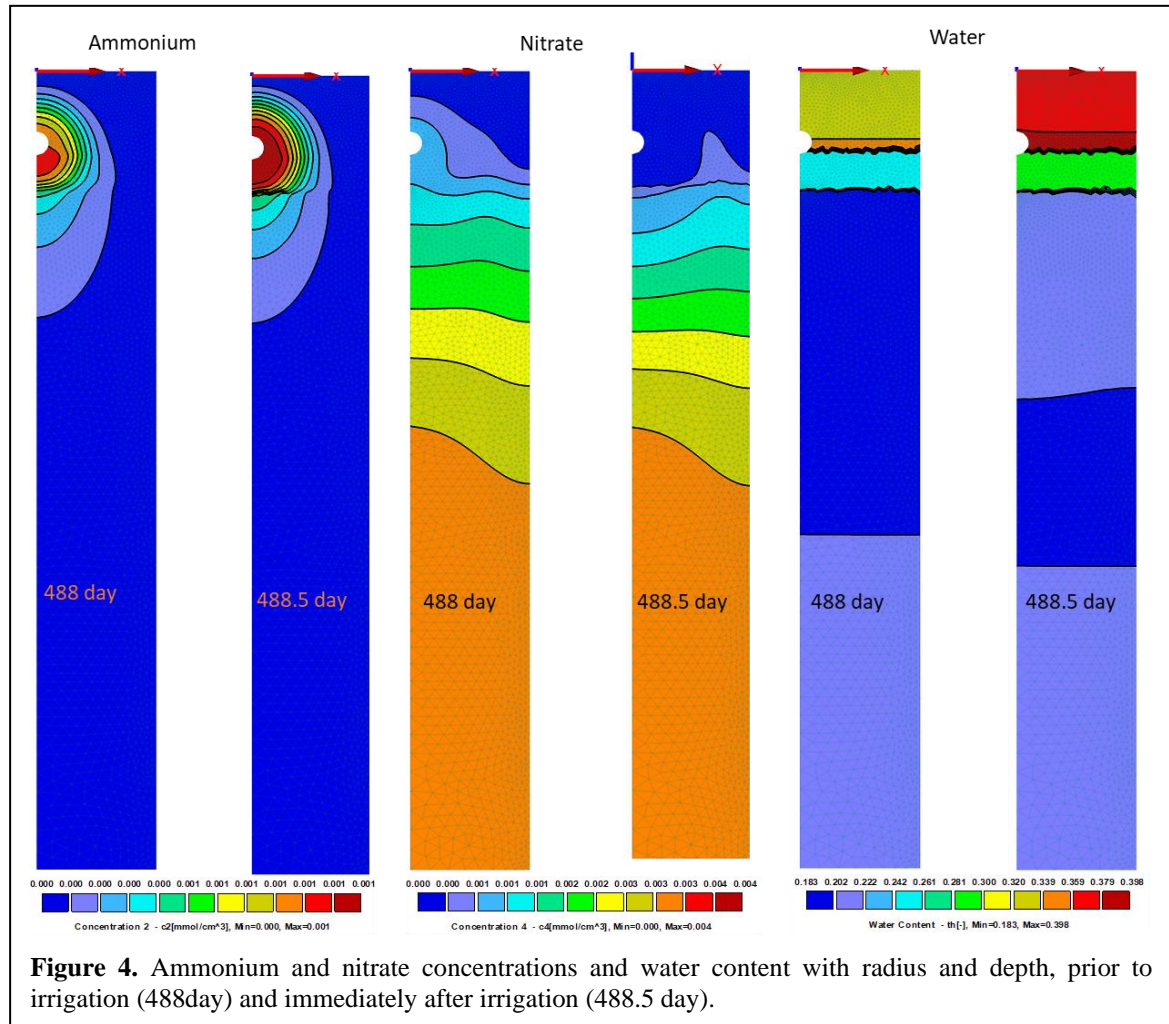 Ammonium
Nitrate
Water
X
X
X
Y
X
X
488 day
488.5 day
488 day
488.5 day
488 day
488.5 day
0.000 0.000 0.000 0.000 0.000 0.001 0.001 0.001 0.001 0.001 0.001 0.001
Concentration 2 - c2[mmol/cm^3], Min=0.000, Max=0.001
0.000 0.000 0.001 0.001 0.001 0.002 0.002 0.003 0.003 0.003 0.004 0.004
Concentration 4 - c4[mmol/cm^3], Min=0.000, Max=0.004
0.183 0.202 0.222 0.242 0.261 0.281 0.300 0.320 0.339 0.359 0.379 0.398
Water Content - th[-], Min=0.183, Max=0.398
Figure 4. Ammonium and nitrate concentrations and water content with radius and depth, prior to
irrigation (488day) and immediately after irrigation (488.5 day).